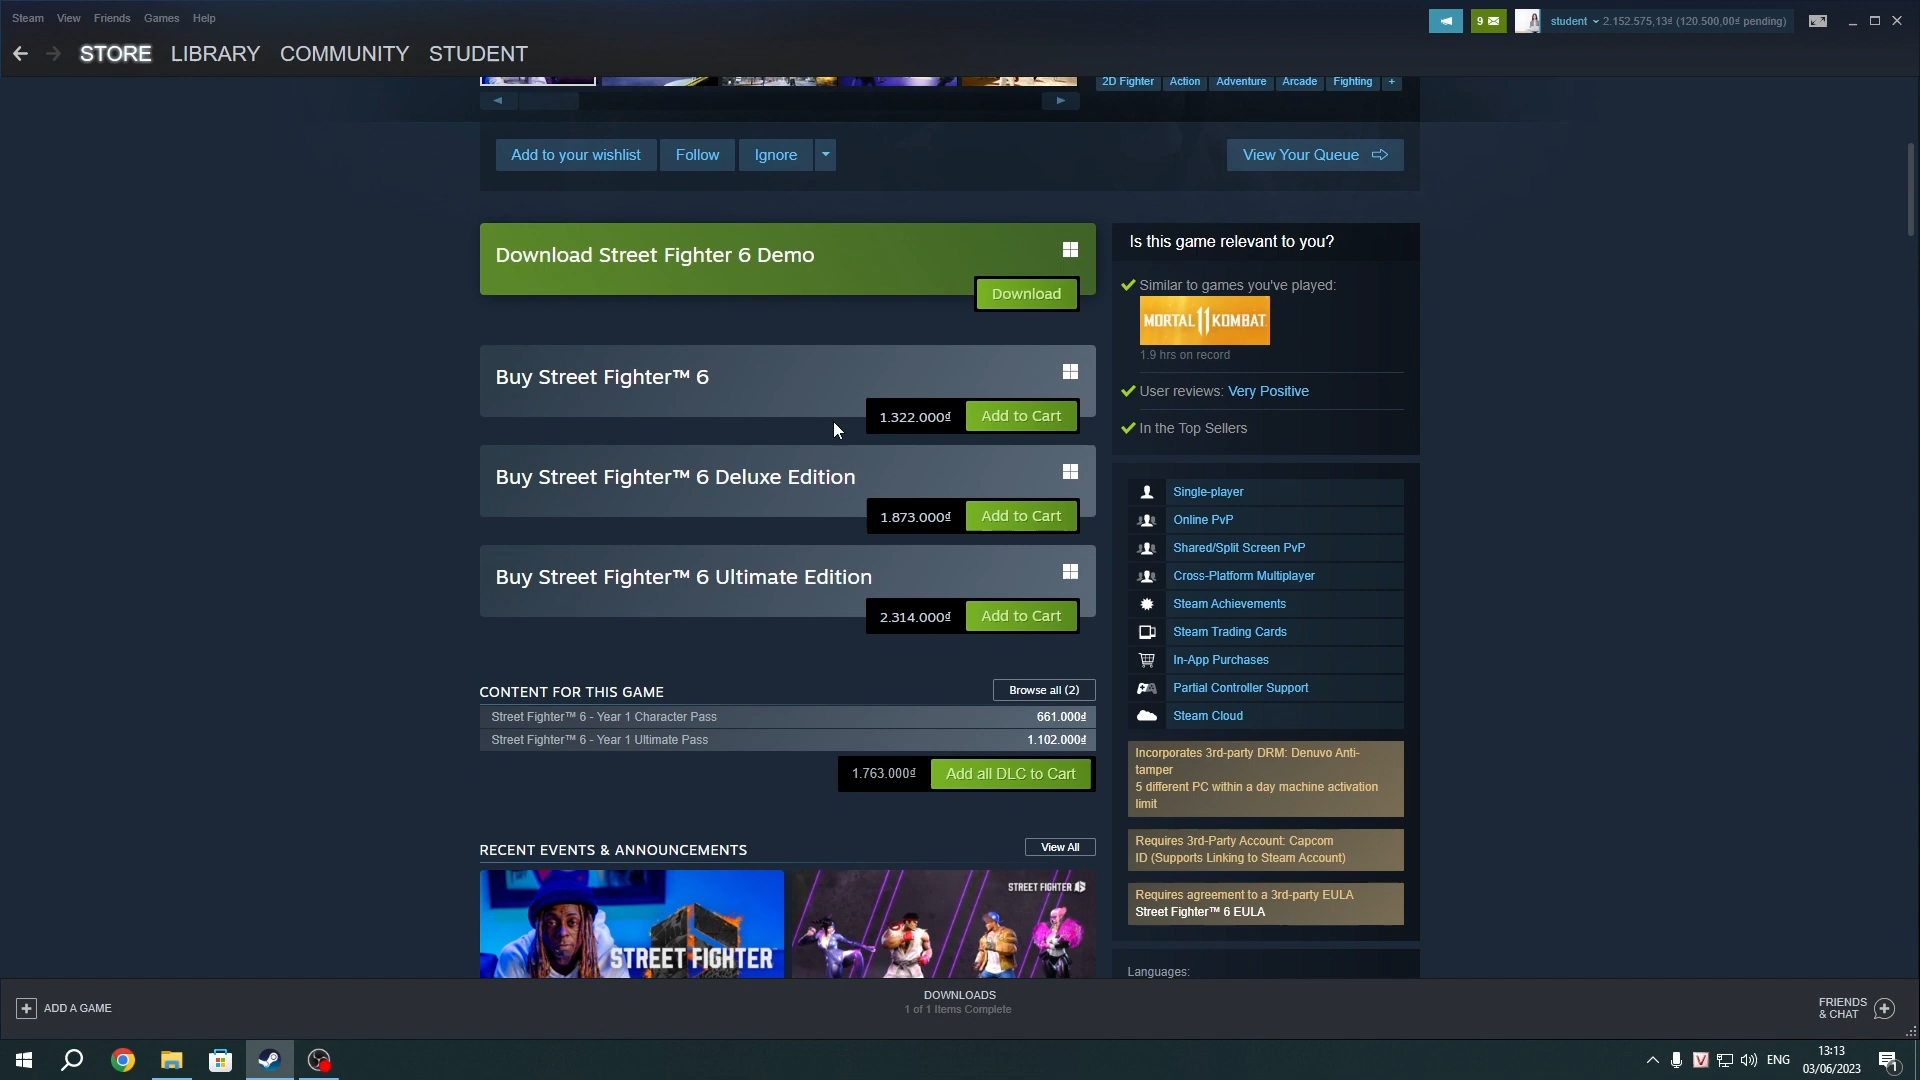 Steam View Friends Games Help
9
student 2.152.575,13₫ (120.500,00₫ pending)
STORE LIBRARY COMMUNITY STUDENT
2D Fighter Action Adventure Arcade Fighting +
Add to your wishlist Follow Ignore
View Your Queue
Download Street Fighter 6 Demo
Download
Buy Street Fighter™ 6
1.322.000₫ Add to Cart
Buy Street Fighter™ 6 Deluxe Edition
1.873.000₫ Add to Cart
Buy Street Fighter™ 6 Ultimate Edition
2.314.000₫ Add to Cart
CONTENT FOR THIS GAME Browse all (2)
Street Fighter™ 6 - Year 1 Character Pass 661.000₫
Street Fighter™ 6 - Year 1 Ultimate Pass 1.102.000₫
1.763.000₫ Add all DLC to Cart
RECENT EVENTS & ANNOUNCEMENTS View All
STREET FIGHTER
STREET FIGHTER 6
Is this game relevant to you?
Similar to games you've played:
MORTAL 11 KOMBAT
1.9 hrs on record
User reviews: Very Positive
In the Top Sellers
Single-player
Online PvP
Shared/Split Screen PvP
Cross-Platform Multiplayer
Steam Achievements
Steam Trading Cards
In-App Purchases
Partial Controller Support
Steam Cloud
Incorporates 3rd-party DRM: Denuvo Anti-
tamper
5 different PC within a day machine activation
limit
Requires 3rd-Party Account: Capcom
ID (Supports Linking to Steam Account)
Requires agreement to a 3rd-party EULA
Street Fighter™ 6 EULA
Languages:
+ ADD A GAME
DOWNLOADS
1 of 1 Items Complete
FRIENDS
& CHAT
V
ENG
13:13
03/06/2023
1